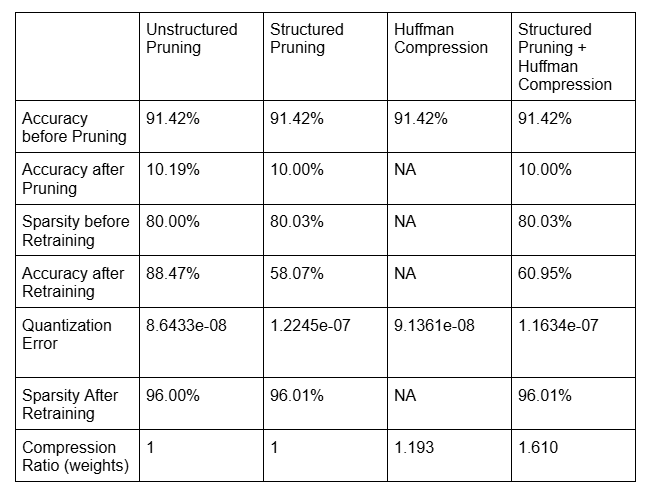 Unstructured Pruning Structured Pruning Huffman Compression Structured Pruning + Huffman Compression
Accuracy before Pruning 91.42% 91.42% 91.42% 91.42%
Accuracy after Pruning 10.19% 10.00% NA 10.00%
Sparsity before Retraining 80.00% 80.03% NA 80.03%
Accuracy after Retraining 88.47% 58.07% NA 60.95%
Quantization Error 8.6433e-08 1.2245e-07 9.1361e-08 1.1634e-07
Sparsity After Retraining 96.00% 96.01% NA 96.01%
Compression Ratio (weights) 1 1 1.193 1.610